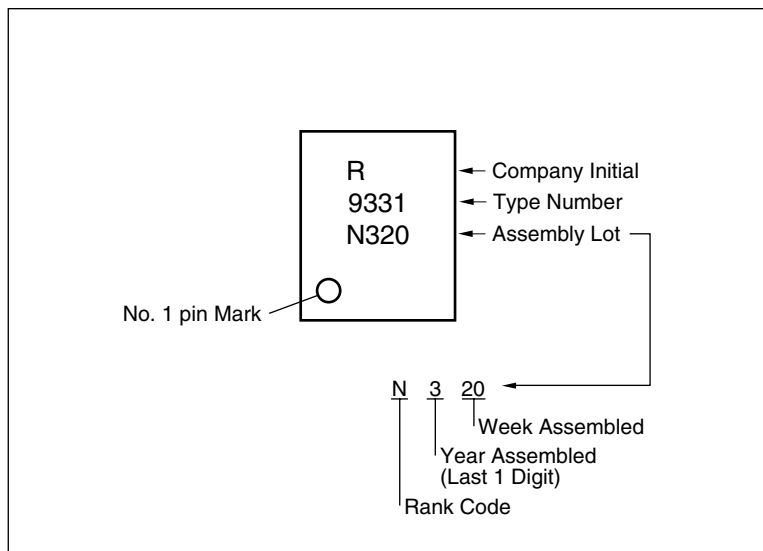 R
9331
N320
Company Initial
Type Number
Assembly Lot
No. 1 pin Mark
N 3 20
Week Assembled
Year Assembled
(Last 1 Digit)
Rank Code